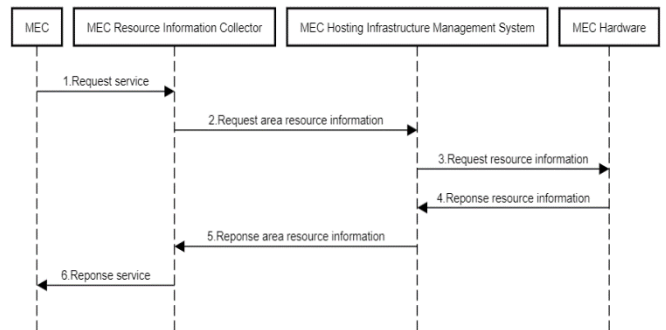 MEC
MEC Resource Information Collector
MEC Hosting Infrastructure Management System
MEC Hardware
1.Request service
2.Request area resource information
3.Request resource information
4.Reponse resource information
5.Reponse area resource information
6.Reponse service